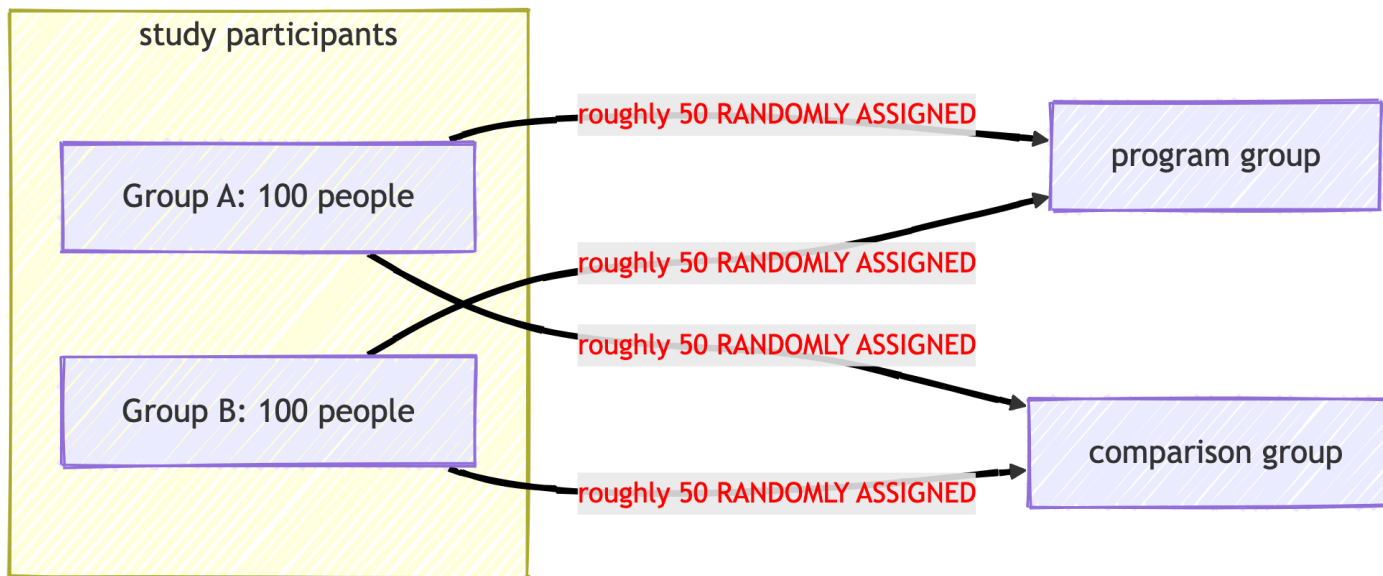 study participants
roughly 50 RANDOMLY ASSIGNED
program group
Group A: 100 people
roughly 50 RANDOMLY ASSIGNED
roughly 50 RANDOMLY ASSIGNED
Group B: 100 people
comparison group
roughly 50 RANDOMLY ASSIGNED